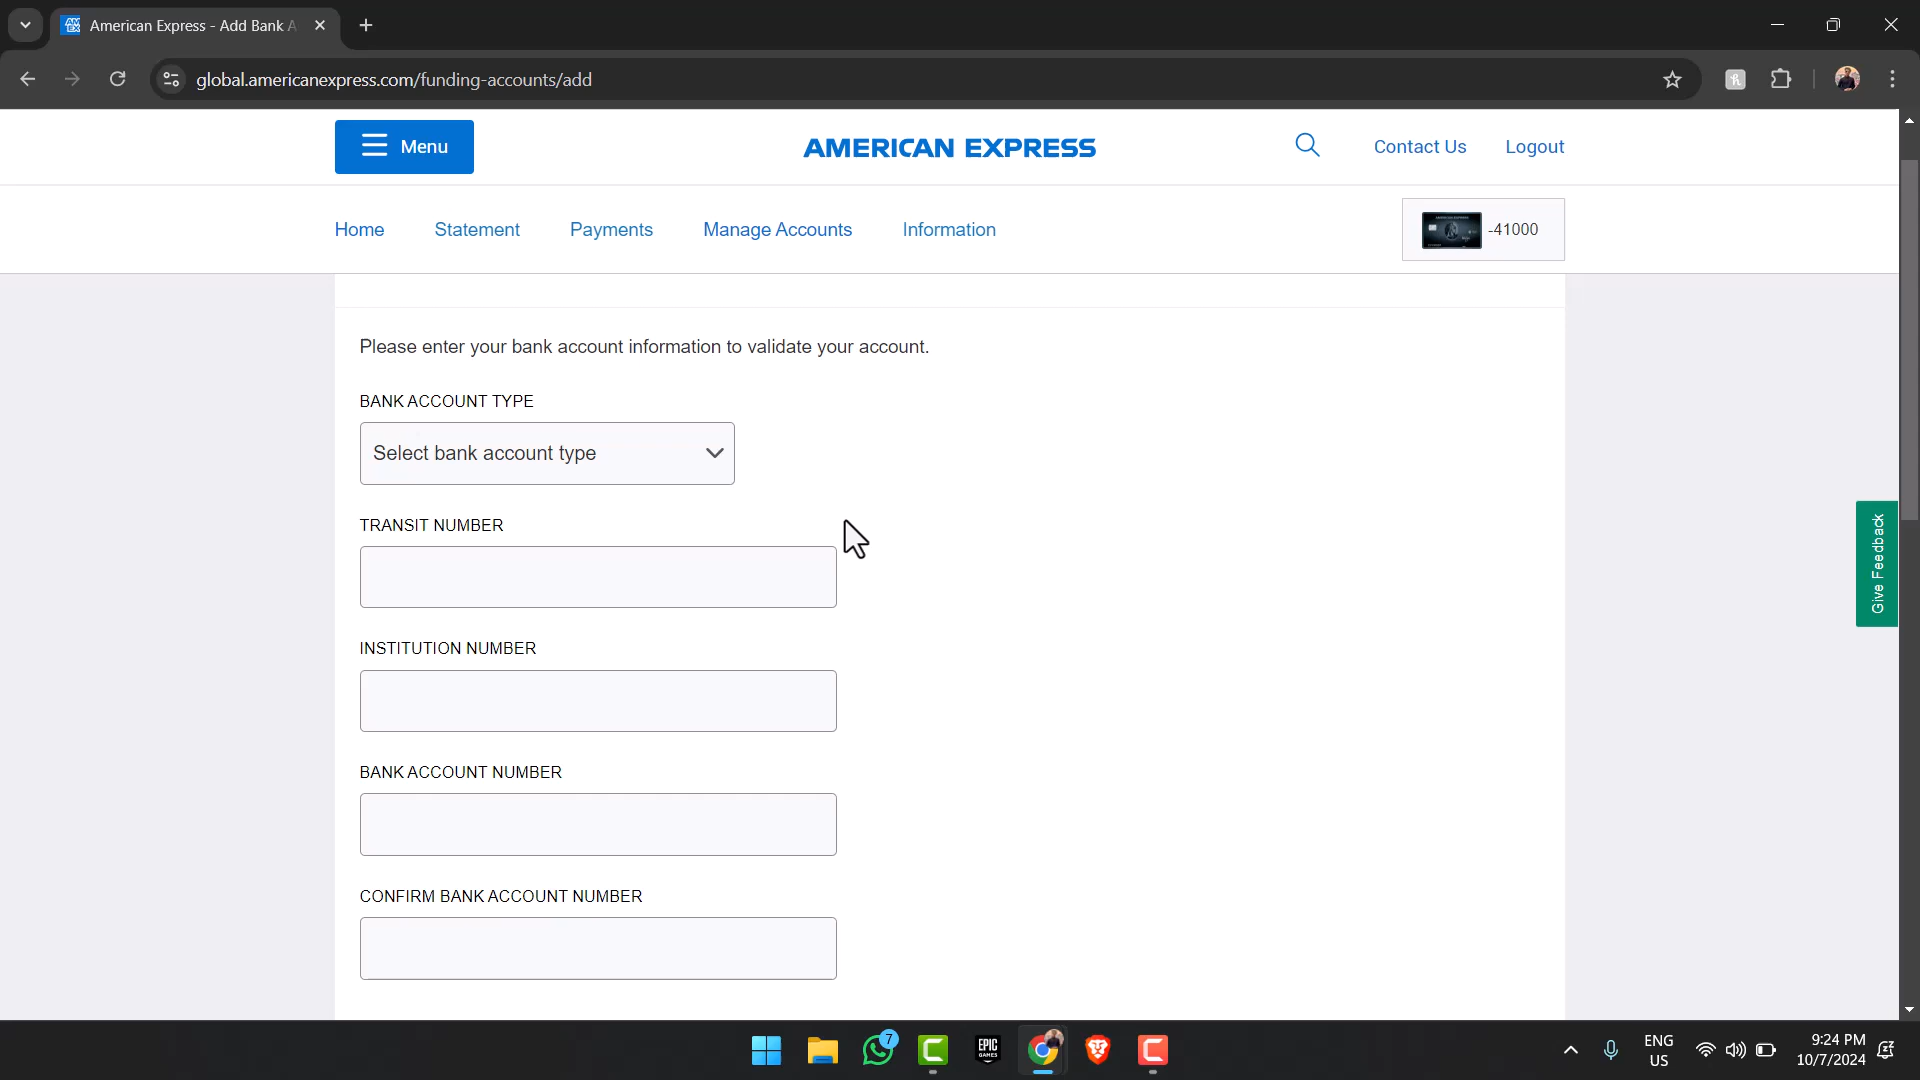 American Express - Add Bank A
global.americanexpress.com/funding-accounts/add
Menu
AMERICAN EXPRESS
Contact Us
Logout
Home
Statement
Payments
Manage Accounts
Information
-41000
Please enter your bank account information to validate your account.
BANK ACCOUNT TYPE
Select bank account type
TRANSIT NUMBER
INSTITUTION NUMBER
BANK ACCOUNT NUMBER
CONFIRM BANK ACCOUNT NUMBER
Give Feedback
7
EPIC
GAMES
ENG
US
9:24 PM
10/7/2024